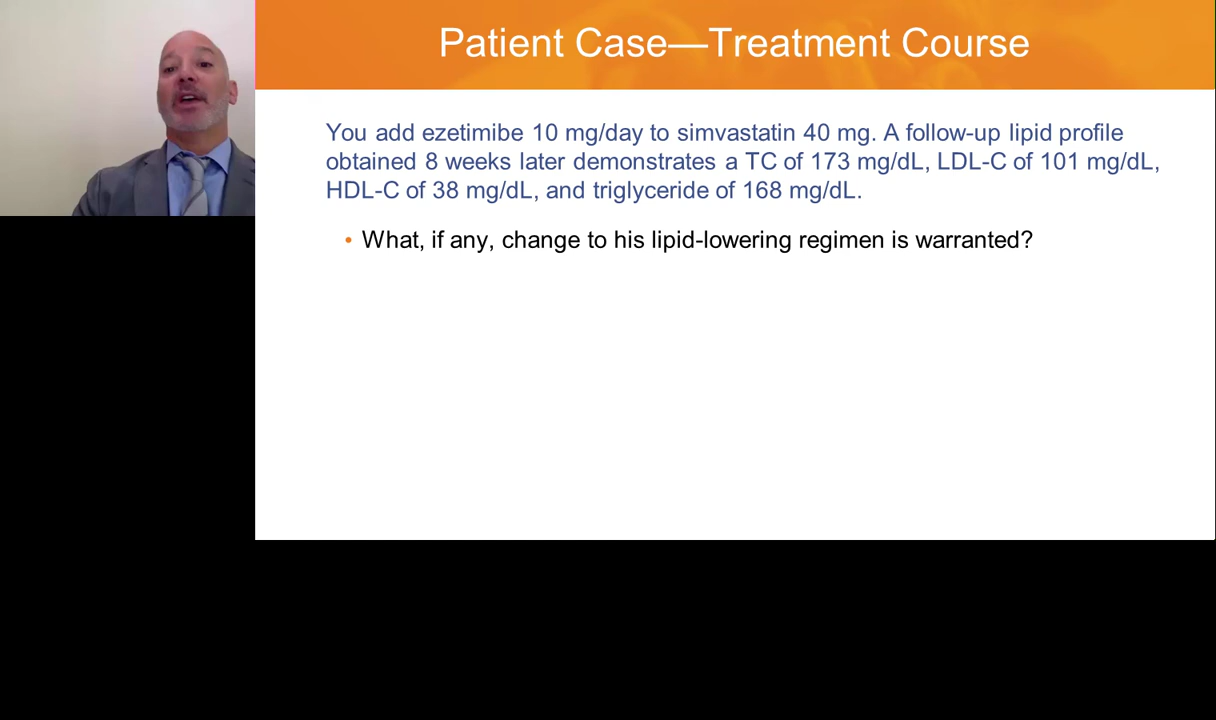 Patient Case—Treatment Course
You add ezetimibe 10 mg/day to simvastatin 40 mg. A follow-up lipid profile
obtained 8 weeks later demonstrates a TC of 173 mg/dL, LDL-C of 101 mg/dL,
HDL-C of 38 mg/dL, and triglyceride of 168 mg/dL.
• What, if any, change to his lipid-lowering regimen is warranted?